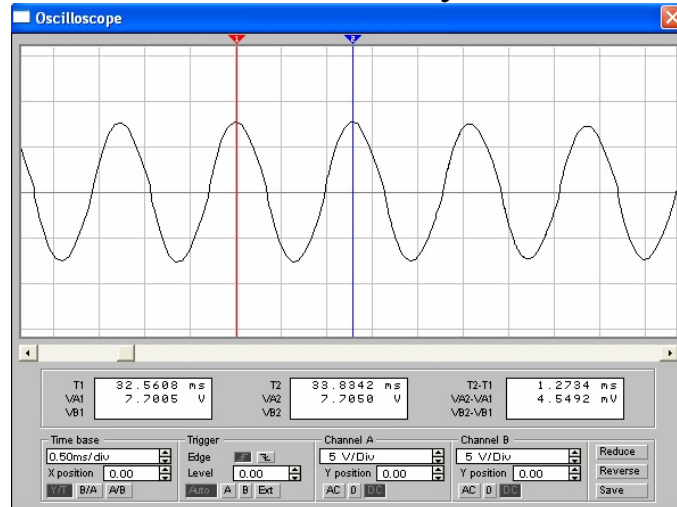 Oscilloscope
1
2
T1 32.5608 ms T2 33.8342 ms T2-T1 1.2734 ms
VA1 7.7005 V VA2 7.7050 V VA2-VA1 4.5492 mV
VB1 VB2 VB2-VB1
Time base Trigger Channel A Channel B
0.50ms/div Edge 5 V/Div 5 V/Div Reduce
X position 0.00 Level 0.00 Y position 0.00 Y position 0.00 Reverse
Y/T B/A A/B Auto A B Ext AC 0 DC AC 0 DC Save